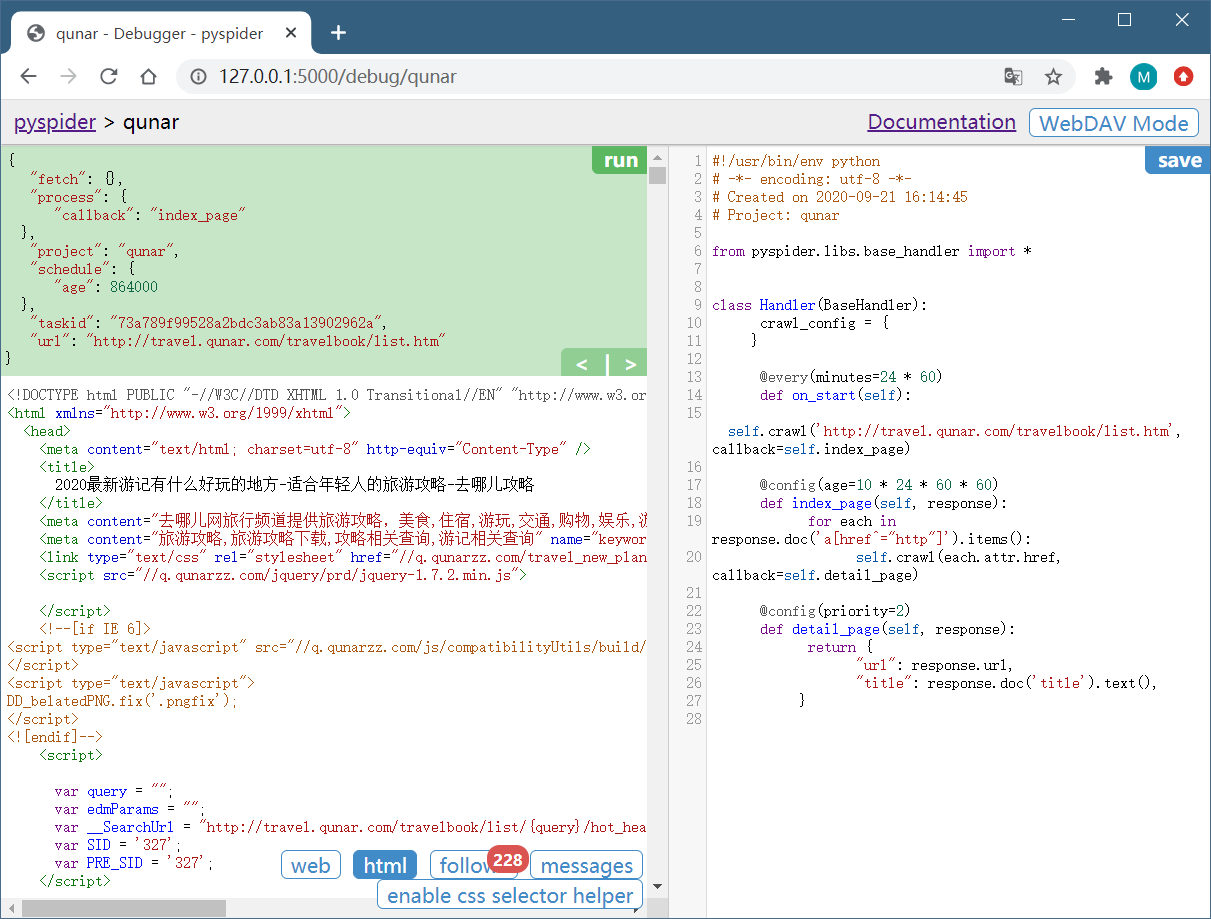 qunar - Debugger - pyspider
127.0.0.1:5000/debug/qunar
M
pyspider > qunar
Documentation
WebDAV Mode
run
{
"fetch": {},
"process": {
"callback": "index_page"
},
"project": "qunar",
"schedule": {
"age": 864000
},
"taskid": "73a789f99528a2bdc3ab83a13902962a",
"url": "http://travel.qunar.com/travelbook/list.htm"
}
< | >
<!DOCTYPE html PUBLIC "-//W3C//DTD XHTML 1.0 Transitional//EN" "http://www.w3.or
<html xmlns="http://www.w3.org/1999/xhtml">
<head>
<meta content="text/html; charset=utf-8" http-equiv="Content-Type" />
<title>
2020最新游记有什么好玩的地方-适合年轻人的旅游攻略-去哪儿攻略
</title>
<meta content="去哪儿网旅行频道提供旅游攻略，美食,住宿,游玩,交通,购物,娱乐,游
<meta content="旅游攻略,旅游攻略下载,攻略相关查询,游记相关查询" name="keywor
<link type="text/css" rel="stylesheet" href="//q.qunarzz.com/travel_new_plan
<script src="//q.qunarzz.com/jquery/prd/jquery-1.7.2.min.js">
</script>
<!--[if IE 6]>
<script type="text/javascript" src="//q.qunarzz.com/js/compatibilityUtils/build/
</script>
<script type="text/javascript">
DD_belatedPNG.fix('.pngfix');
</script>
<![endif]-->
<script>
var query = "";
var edmParams = "";
var __SearchUrl = "http://travel.qunar.com/travelbook/list/{query}/hot_hea
var SID = '327';
var PRE_SID = '327';
</script>
web
html
follow
228
messages
enable css selector helper
save
1 #!/usr/bin/env python
2 # -*- encoding: utf-8 -*-
3 # Created on 2020-09-21 16:14:45
4 # Project: qunar
5
6 from pyspider.libs.base_handler import *
7
8
9 class Handler(BaseHandler):
10 crawl_config = {
11 }
12
13 @every(minutes=24 * 60)
14 def on_start(self):
15
self.crawl('http://travel.qunar.com/travelbook/list.htm',
callback=self.index_page)
16
17 @config(age=10 * 24 * 60 * 60)
18 def index_page(self, response):
19 for each in
response.doc('a[href^="http"]').items():
20 self.crawl(each.attr.href,
callback=self.detail_page)
21
22 @config(priority=2)
23 def detail_page(self, response):
24 return {
25 "url": response.url,
26 "title": response.doc('title').text(),
27 }
28